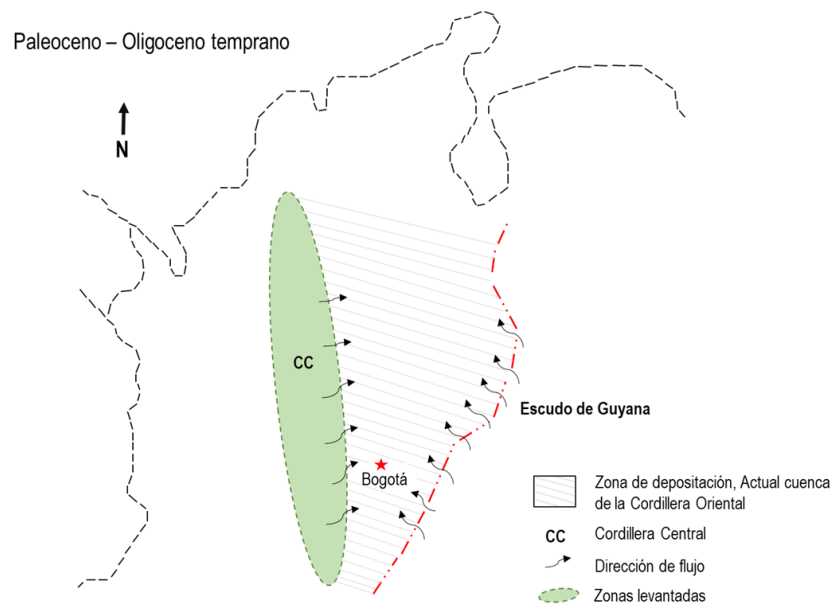 Paleoceno – Oligoceno temprano
N
CC
Escudo de Guyana
Bogotá
Zona de depositación, Actual cuenca
de la Cordillera Oriental
CC Cordillera Central
Dirección de flujo
Zonas levantadas